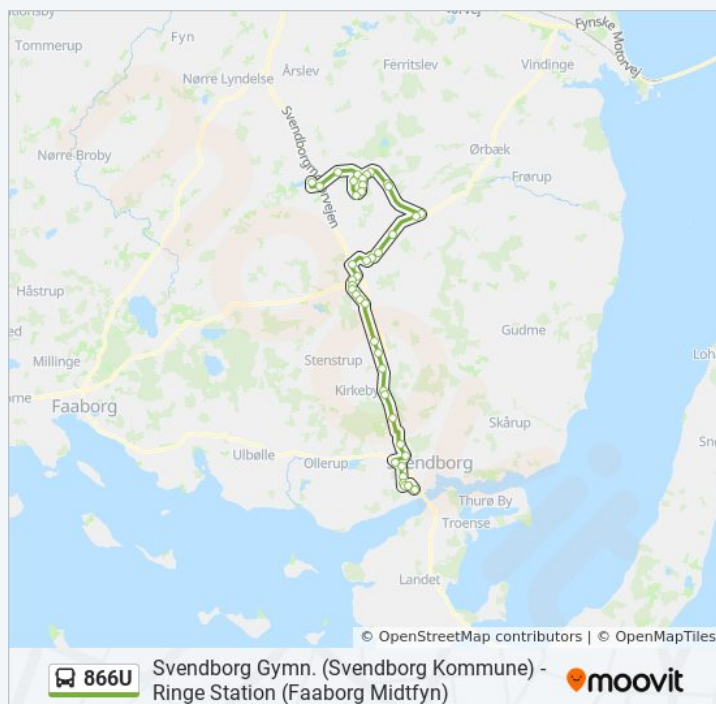 Tommerup
Fyn
Nørre Lyndelse
Årslev
Ferritslev
Vindinge
Fynske
Motorvej
Nørre Broby
Ørbæk
Frørup
Håstrup
Gudme
Millinge
Stenstrup
Kirkeby
Faaborg
Skårup
Ulbølle
Ollerup
Thurø By
Troense
Landet
© OpenStreetMap contributors | © OpenMapTiles
866U
Svendborg Gymn. (Svendborg Kommune) -
Ringe Station (Faaborg Midtfyn)
moovit